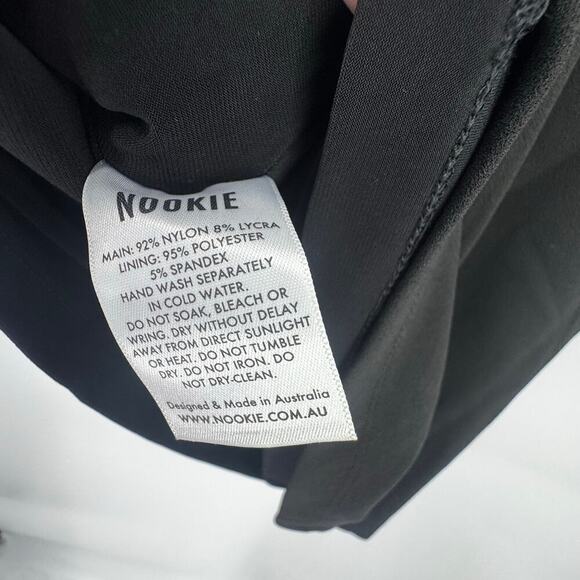 NOOKIE
MAIN: 92% NYLON 8% LYCRA
LINING: 95% POLYESTER
5% SPANDEX
HAND WASH SEPARATELY
IN COLD WATER.
DO NOT SOAK, BLEACH OR
WRING. DRY WITHOUT DELAY
AWAY FROM DIRECT SUNLIGHT
OR HEAT. DO NOT TUMBLE
DRY. DO NOT IRON. DO
NOT DRY-CLEAN.
Designed & Made in Australia
WWW.NOOKIE.COM.AU